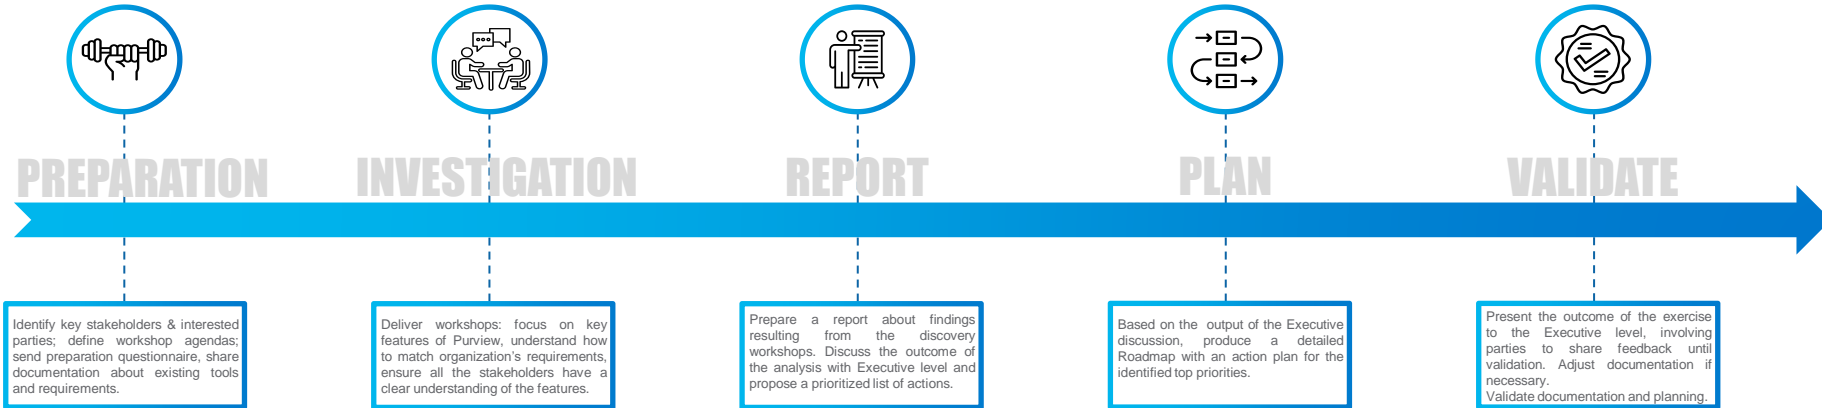 PREPARATION
INVESTIGATION
REPORT
PLAN
VALIDATE
Identify key stakeholders & interested
parties; define workshop agendas;
send preparation questionnaire, share
documentation about existing tools
and requirements.
Deliver workshops: focus on key
features of Purview, understand how
to match organization's requirements,
ensure all the stakeholders have a
clear understanding of the features.
Prepare a report about findings
resulting from the discovery
workshops. Discuss the outcome of
the analysis with Executive level and
propose a prioritized list of actions.
Based on the output of the Executive
discussion, produce a detailed
Roadmap with an action plan for the
identified top priorities.
Present the outcome of the exercise
to the Executive level, involving
parties to share feedback until
validation. Adjust documentation if
necessary.
Validate documentation and planning.